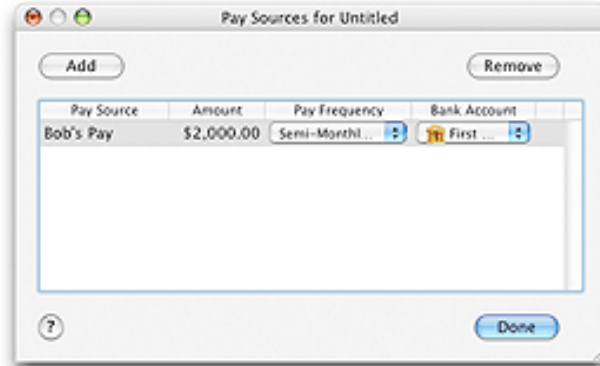 Pay Sources for Untitled
Add Remove
Pay Source Amount Pay Frequency Bank Account
Bob's Pay $2,000.00 Semi-Monthl... First ...
? Done